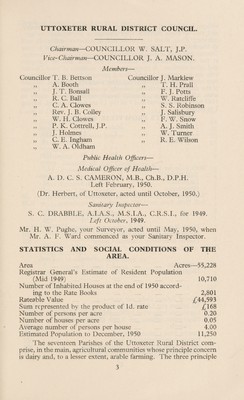 UTTOXETER RURAL DISTRICT COUNCIL.
Chairman—COUNCILLOR W. SALT, J.P.
Vice-Chairman—COUNCILLOR J. A. MASON.
Members—
Councillor T. B. Bettson
„ A. Booth
„ J. T. Bonsall
„ R. C. Ball
„ C. A. Clowes
„ Rev. J. B. Colley
„ W. H. Clowes
„ P. K. Cottrell, J.P.
„ J. Holmes
„ C. E. Ingham
„ W. A. Oldham
Councillor J. Marklew
„ T. H. Prall
„ F. J. Potts
„ W. Ratcliffe
„ S. S. Robinson
„ J. Salisbury
„ F. W. Snow
„ A. J. Smith
„ W. Turner
„ R. E. Wilson
Public Health Officers—
Medical Officer of Health—
A. D. C. S. CAMERON, M.B., Ch.B., D.P.H.
Left February, 1950.
(Dr. Herbert, of Uttoxeter, acted until October, 1950.)
Sanitary Inspector—
S. C. DRABBLE, A.I.A.S., M.S.I.A., C.R.S.I., for 1949.
Left October, 1949.
Mr. H. W. Pughe, your Surveyor, acted until May, 1950, when
Mr. A. F. Ward commenced as your Sanitary Inspector.
STATISTICS AND SOCIAL CONDITIONS OF THE
AREA.
Area Acres—55,228
Registrar General's Estimate of Resident Population
(Mid 1949) 10,710
Number of Inhabited Houses at the end of 1950 accord-
ing to the Rate Books 2,801
Rateable Value £44,593
Sum represented by the product of 1d. rate £168
Number of persons per acre 0.20
Number of houses per acre 0.05
Average number of persons per house 4.00
Estimated Population to December, 1950 11,250
The seventeen Parishes of the Uttoxeter Rural District com-
prise, in the main, agricultural communities whose principle concern
is dairy and, to a lesser extent, arable farming. The three principle
3